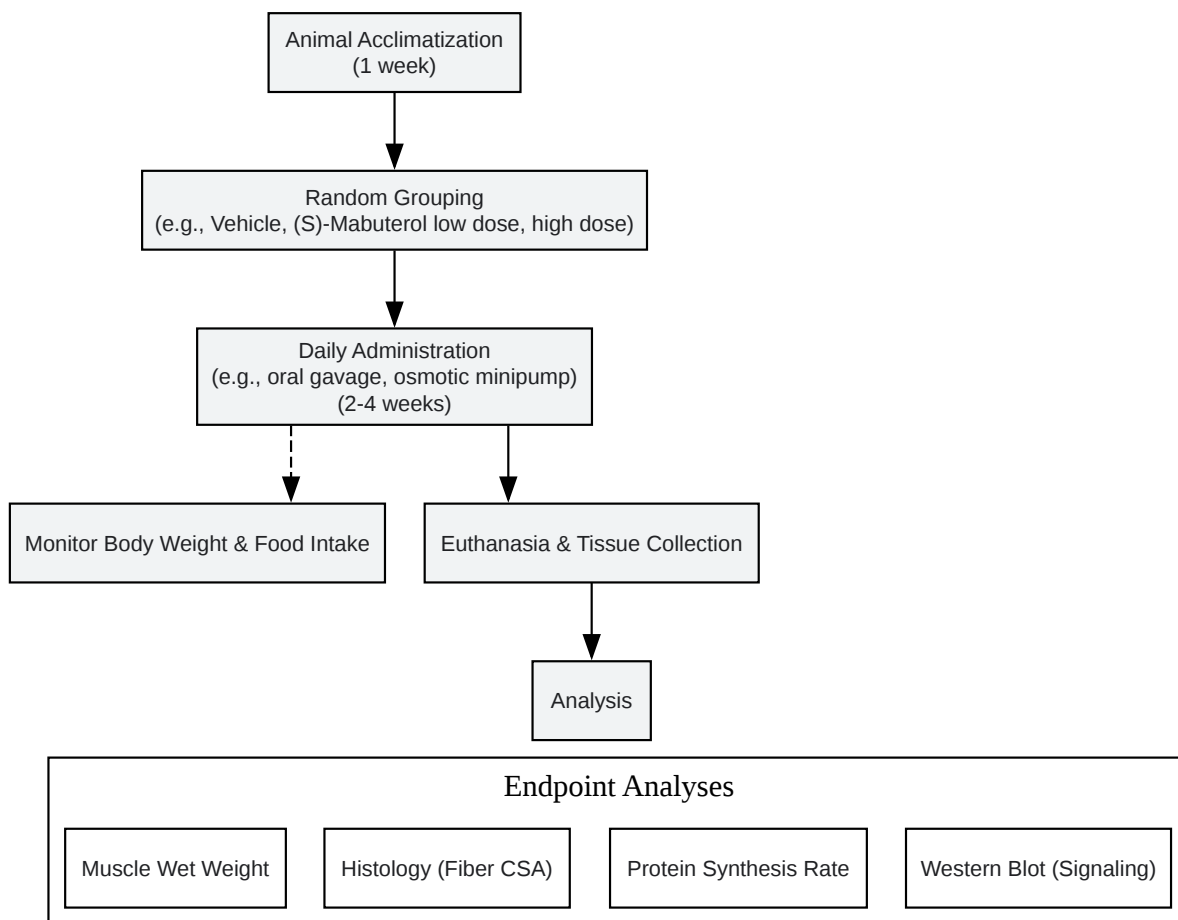 Animal Acclimatization
(1 week)
Random Grouping
(e.g., Vehicle, (S)-Mabuterol low dose, high dose)
Daily Administration
(e.g., oral gavage, osmotic minipump)
(2-4 weeks)
Monitor Body Weight & Food Intake
Euthanasia & Tissue Collection
Analysis
Endpoint Analyses
Muscle Wet Weight
Histology (Fiber CSA)
Protein Synthesis Rate
Western Blot (Signaling)